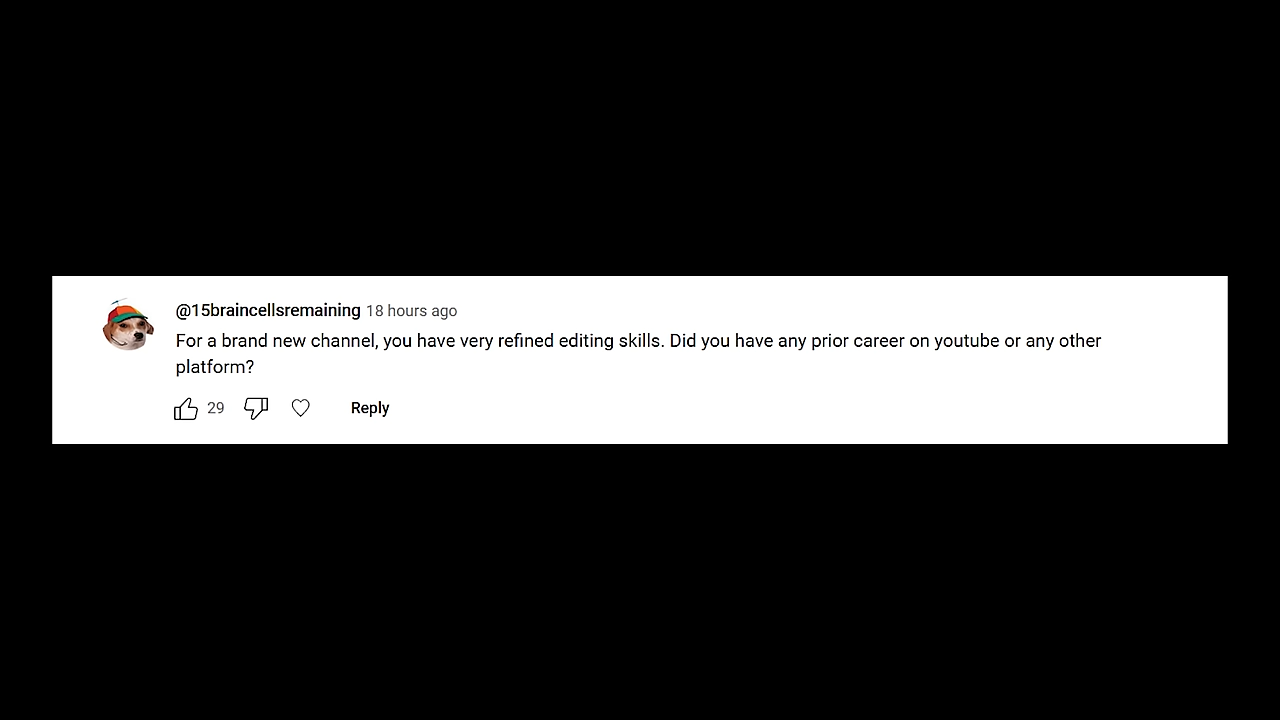 @15braincellsremaining 18 hours ago
For a brand new channel, you have very refined editing skills. Did you have any prior career on youtube or any other
platform?
29 Reply